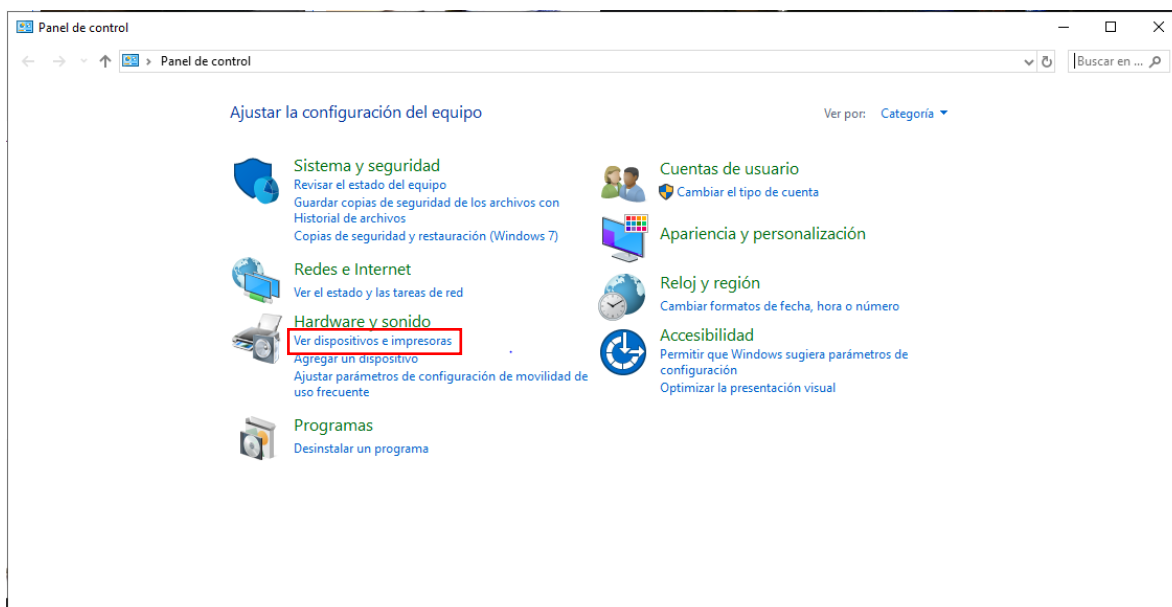 Panel de control
Panel de control
Buscar en ...
Ajustar la configuración del equipo
Ver por: Categoría
Sistema y seguridad
Revisar el estado del equipo
Guardar copias de seguridad de los archivos con
Historial de archivos
Copias de seguridad y restauración (Windows 7)
Redes e Internet
Ver el estado y las tareas de red
Hardware y sonido
Ver dispositivos e impresoras
Agregar un dispositivo
Ajustar parámetros de configuración de movilidad de
uso frecuente
Programas
Desinstalar un programa
Cuentas de usuario
Cambiar el tipo de cuenta
Apariencia y personalización
Reloj y región
Cambiar formatos de fecha, hora o número
Accesibilidad
Permitir que Windows sugiera parámetros de
configuración
Optimizar la presentación visual